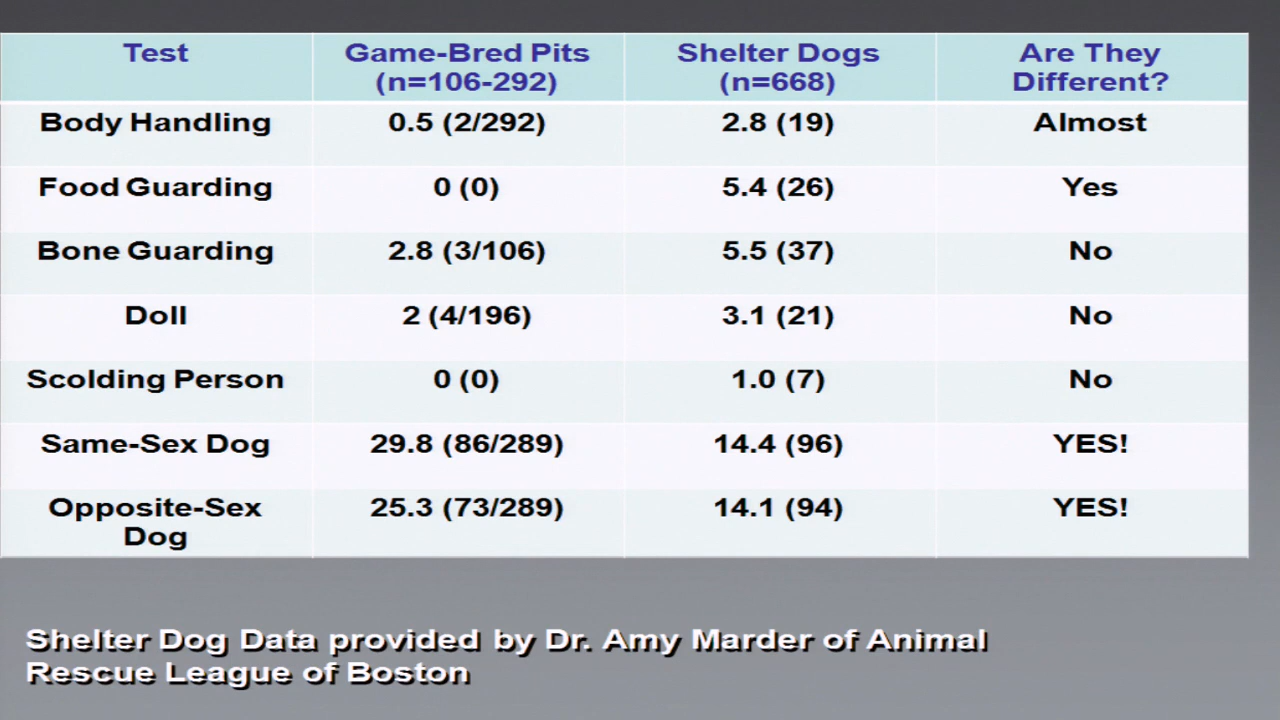 Test Game-Bred Pits Shelter Dogs Are They
(n=106-292) (n=668) Different?
Body Handling 0.5 (2/292) 2.8 (19) Almost
Food Guarding 0 (0) 5.4 (26) Yes
Bone Guarding 2.8 (3/106) 5.5 (37) No
Doll 2 (4/196) 3.1 (21) No
Scolding Person 0 (0) 1.0 (7) No
Same-Sex Dog 29.8 (86/289) 14.4 (96) YES!
Opposite-Sex 25.3 (73/289) 14.1 (94) YES!
Dog
Shelter Dog Data provided by Dr. Amy Marder of Animal
Rescue League of Boston